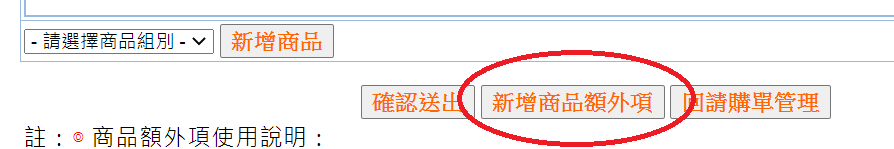 - 請選擇商品組別 - 新增商品
確認送出 新增商品額外項 回請購單管理
註：◎商品額外項使用說明：